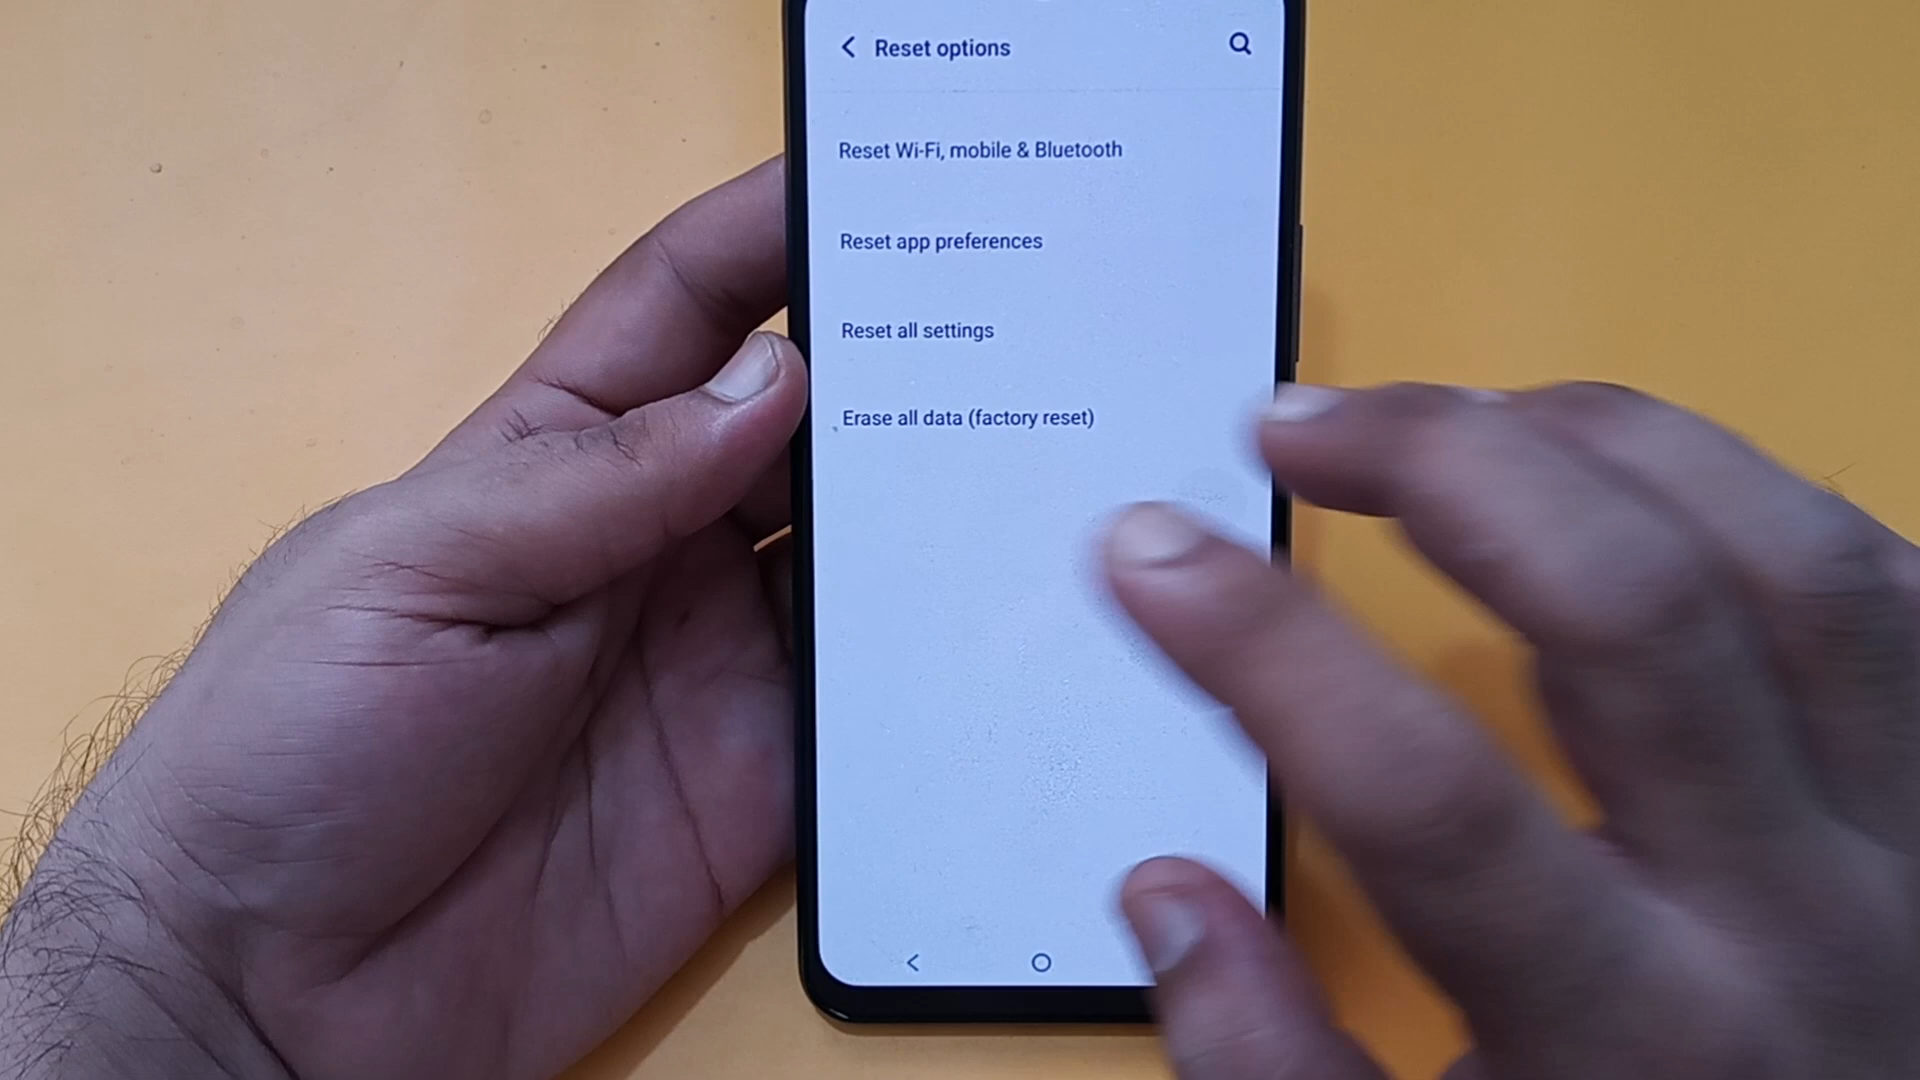 Reset options
Reset Wi-Fi, mobile & Bluetooth
Reset app preferences
Reset all settings
Erase all data (factory reset)